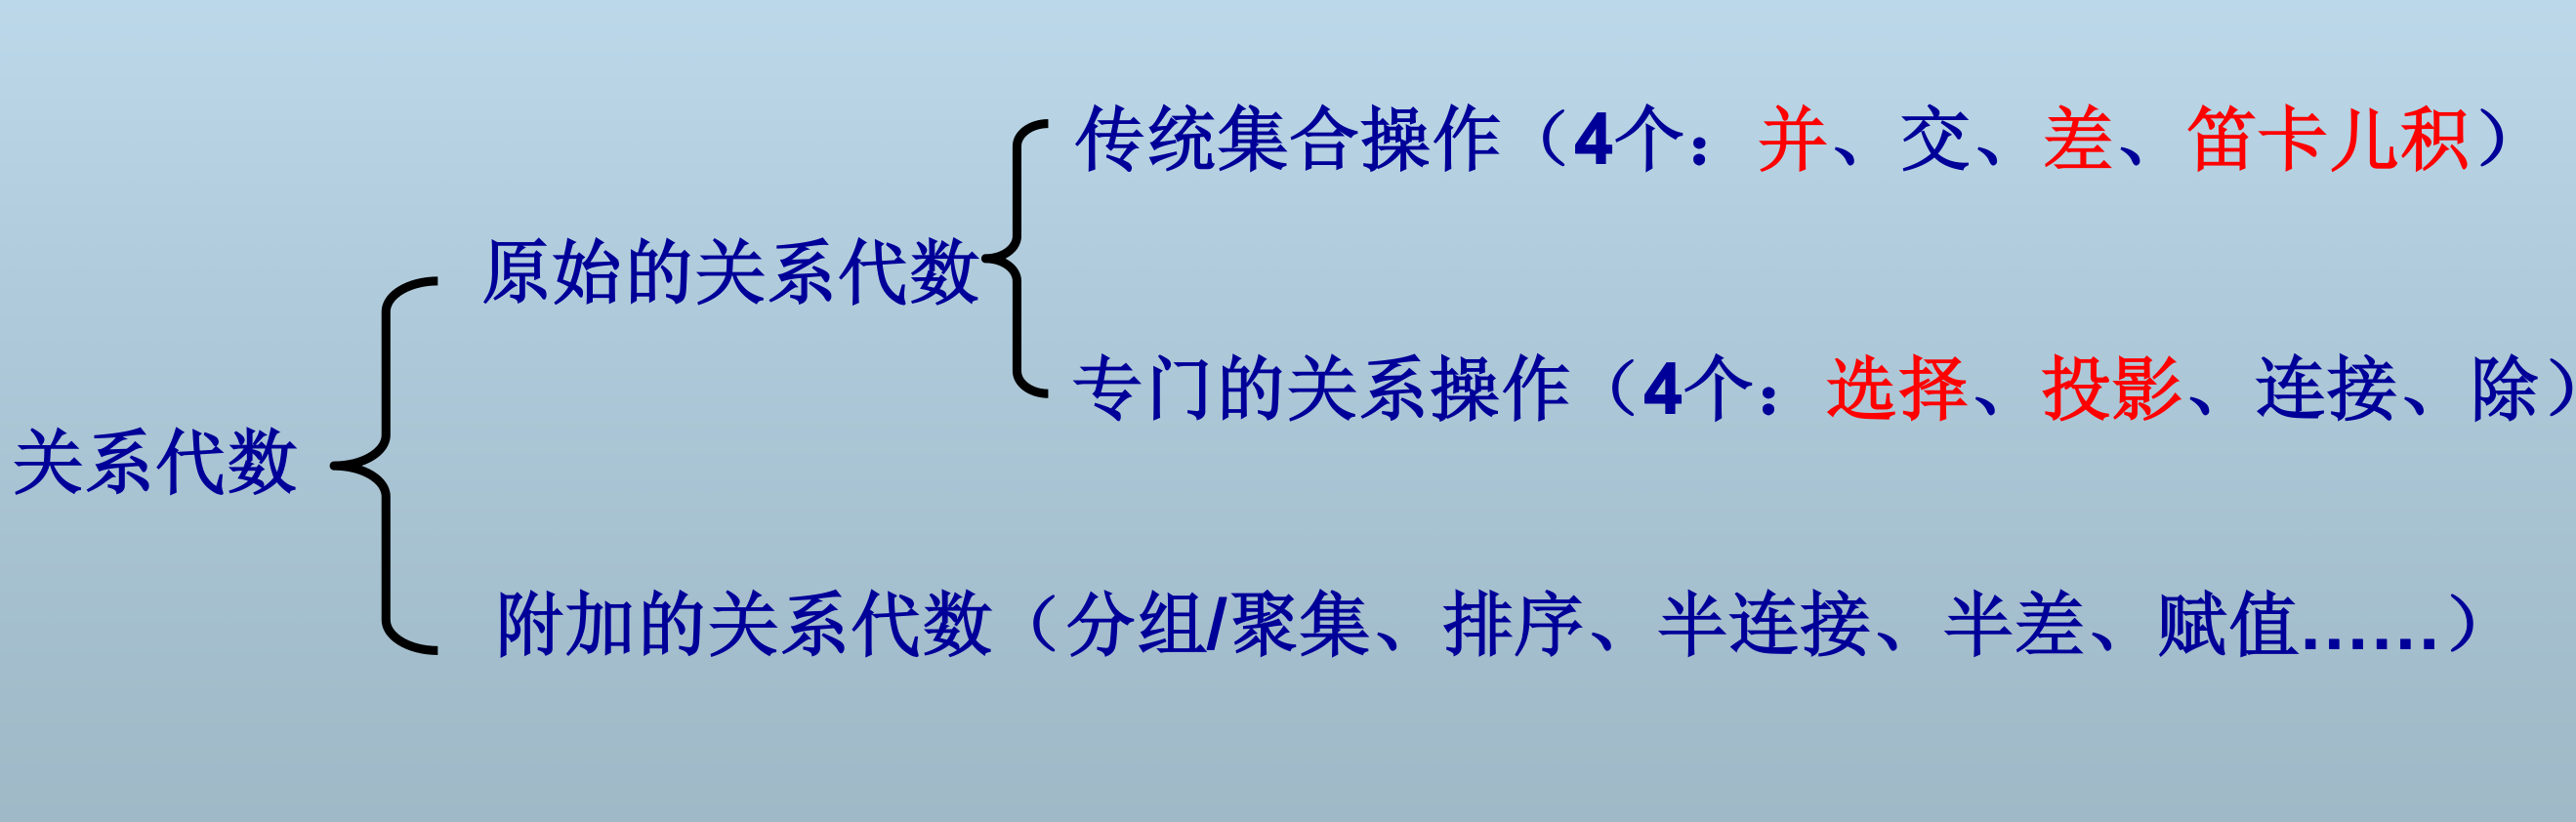 传统集合操作（4个：并、交、差、笛卡儿积）
原始的关系代数
专门的关系操作（4个：选择、投影、连接、除）
关系代数
附加的关系代数（分组/聚集、排序、半连接、半差、赋值......）